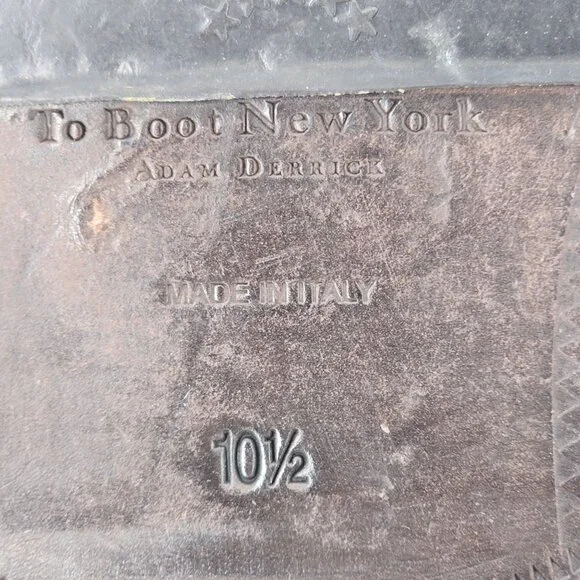 To Boot New York
ADAM DERRICK
MADE IN ITALY
10½